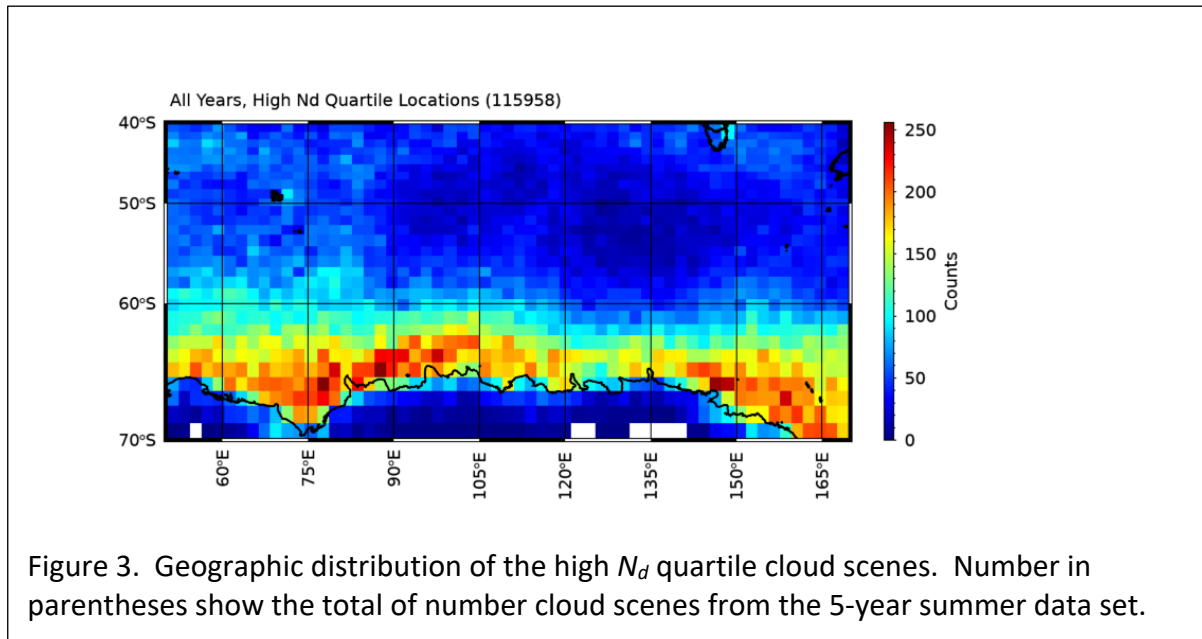 All Years, High Nd Quartile Locations (115958)
40°S
50°S
60°S
70°S
60°E
75°E
90°E
105°E
120°E
135°E
150°E
165°E
250
200
150
100
50
0
Counts
Figure 3. Geographic distribution of the high Nd quartile cloud scenes. Number in
parentheses show the total of number cloud scenes from the 5-year summer data set.